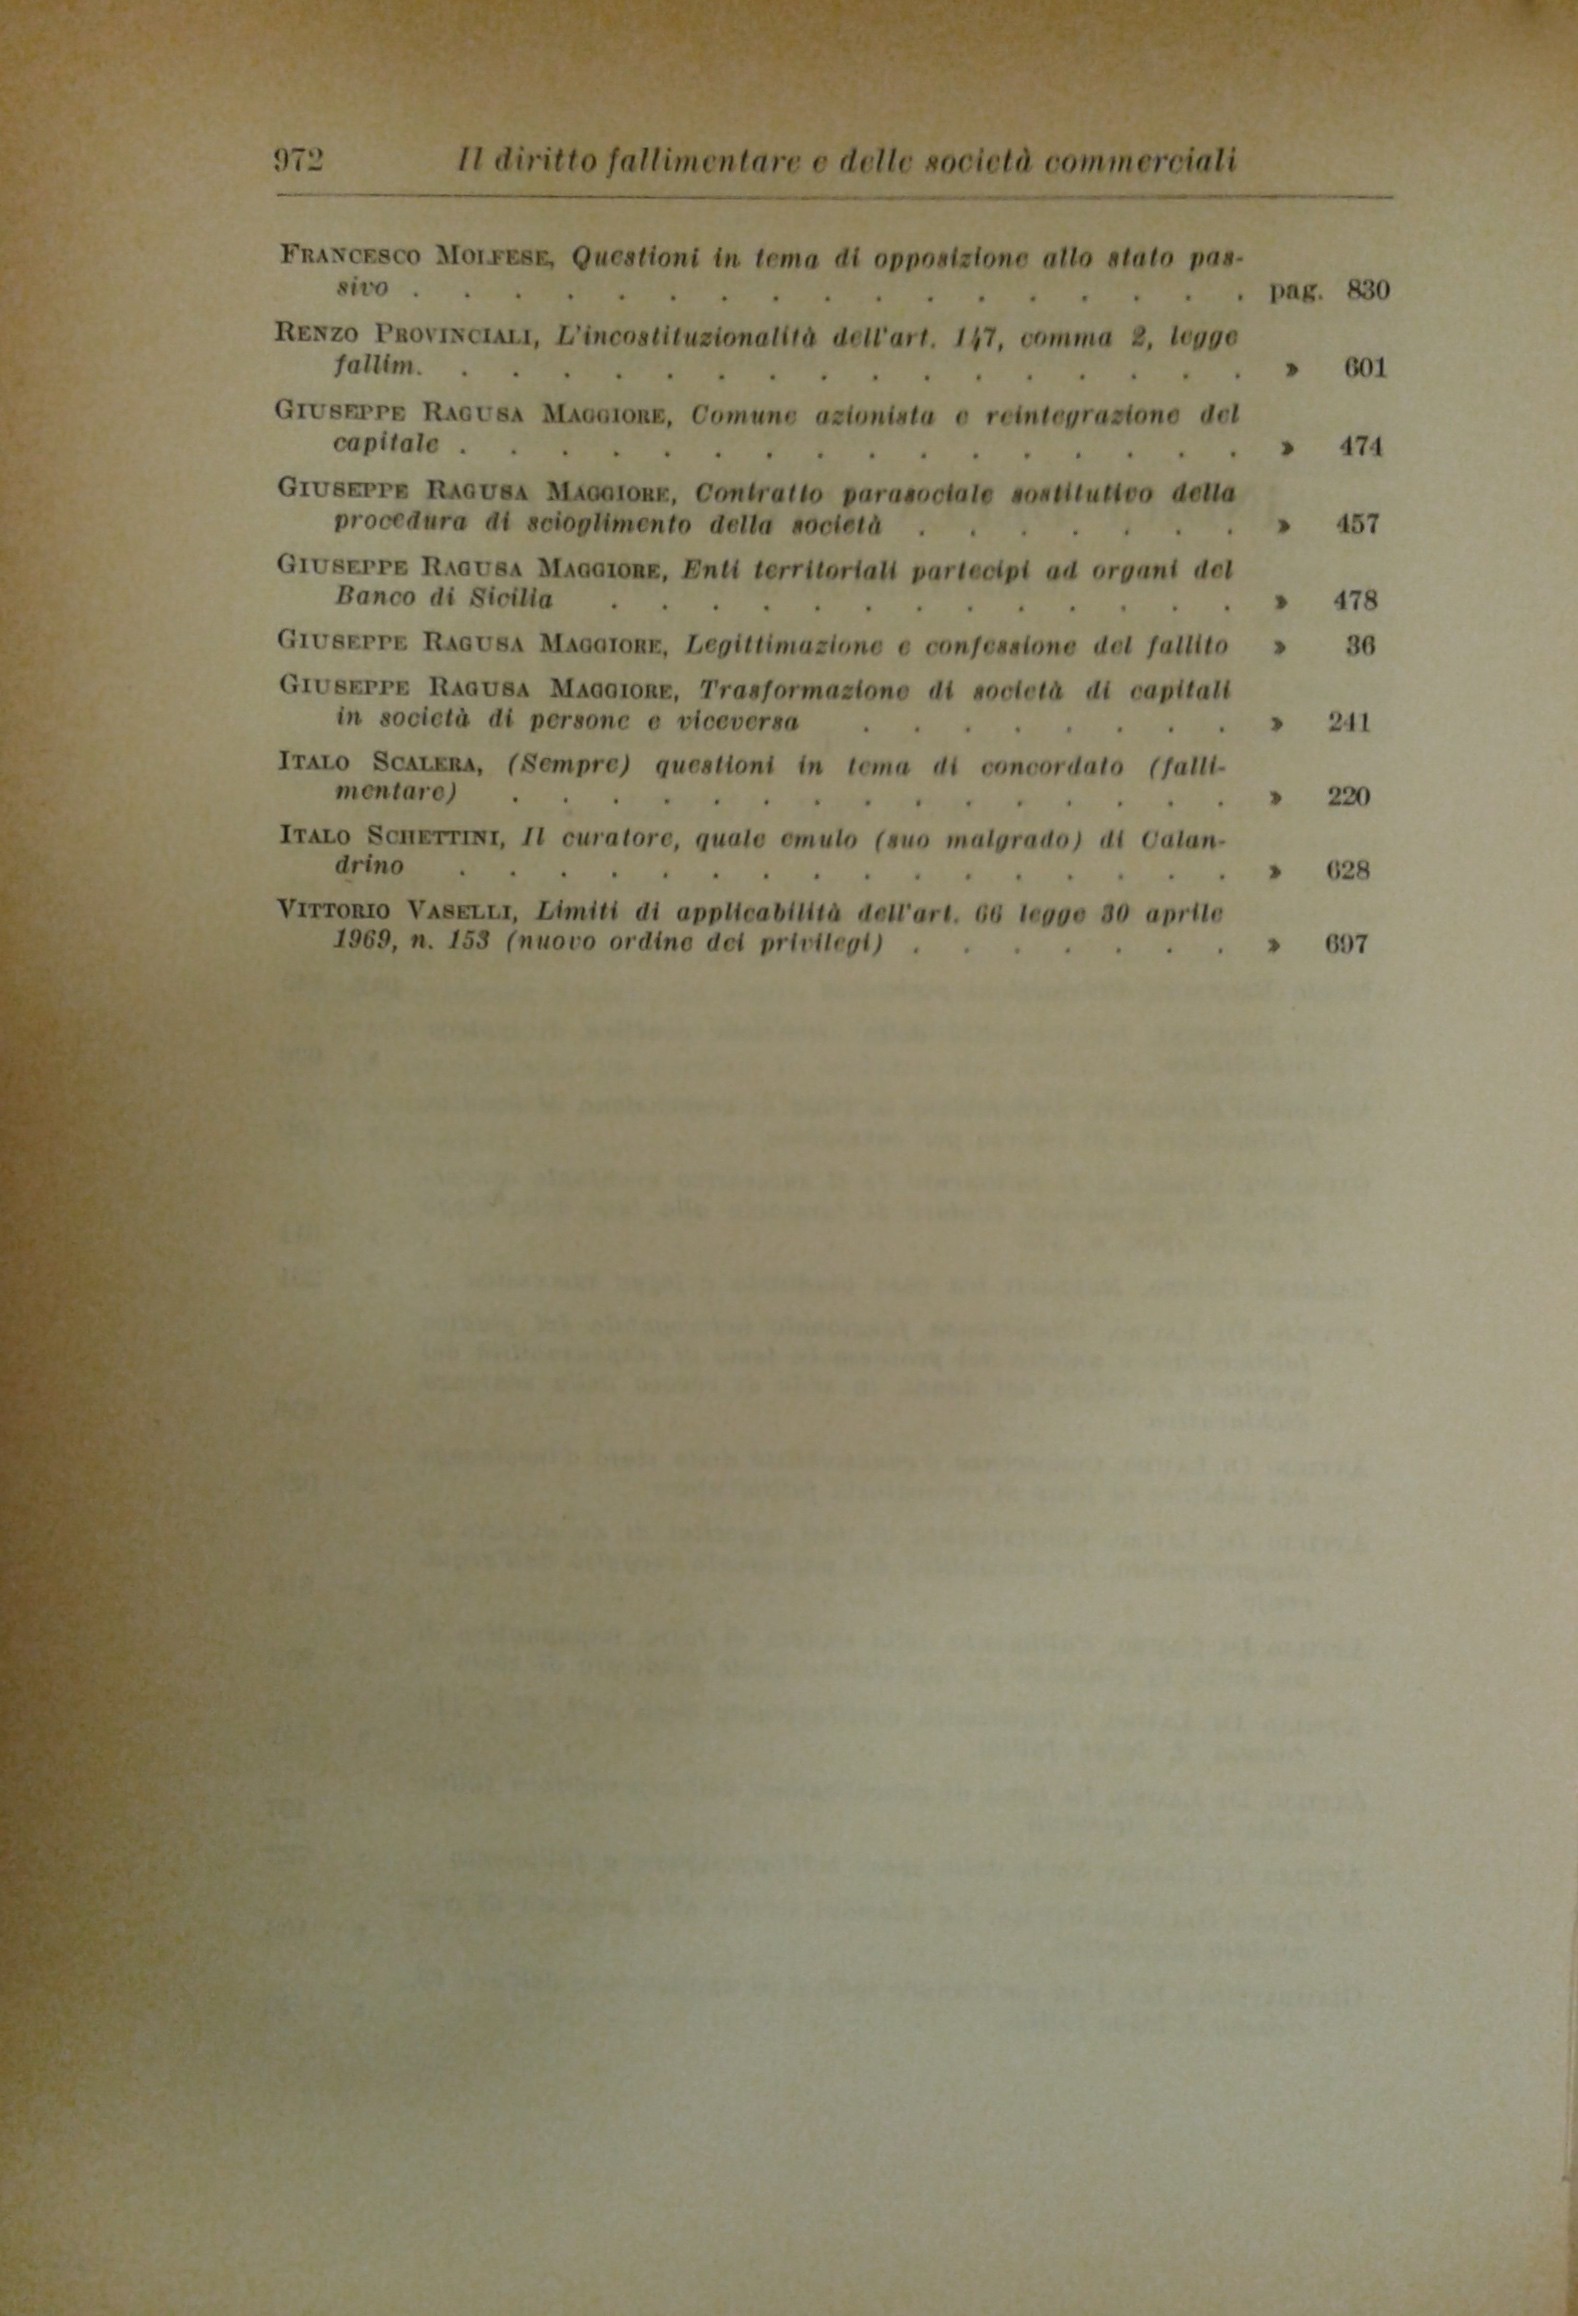 972 Il diritto fallimentare e delle società commerciali
FRANCESCO MOLFESE, Questioni in tema di opposizione allo stato pas-
sivo . . . . . . . . . . . . . . . . . pag. 830
RENZO PROVINCIALI, L'incostituzionalità dell'art. 147, comma 2, legge
fallim. . . . . . . . . . . . . . . . . » 601
GIUSEPPE RAGUSA MAGGIORE, Comune azionista e reintegrazione del
capitale . . . . . . . . . . . . . . . . » 474
GIUSEPPE RAGUSA MAGGIORE, Contratto parasociale sostitutivo della
procedura di scioglimento della società . . . . . . . » 457
GIUSEPPE RAGUSA MAGGIORE, Enti territoriali partecipi ad organi del
Banco di Sicilia . . . . . . . . . . . . . » 478
GIUSEPPE RAGUSA MAGGIORE, Legittimazione e confessione del fallito » 36
GIUSEPPE RAGUSA MAGGIORE, Trasformazione di società di capitali
in società di persone e viceversa . . . . . . . . » 241
ITALO SCALERA, (Sempre) questioni in tema di concordato (falli-
mentare) . . . . . . . . . . . . . . . » 220
ITALO SCHETTINI, Il curatore, quale emulo (suo malgrado) di Calan-
drino . . . . . . . . . . . . . . . . » 628
VITTORIO VASELLI, Limiti di applicabilità dell'art. 66 legge 30 aprile
1969, n. 153 (nuovo ordine dei privilegi) . . . . . . . » 697